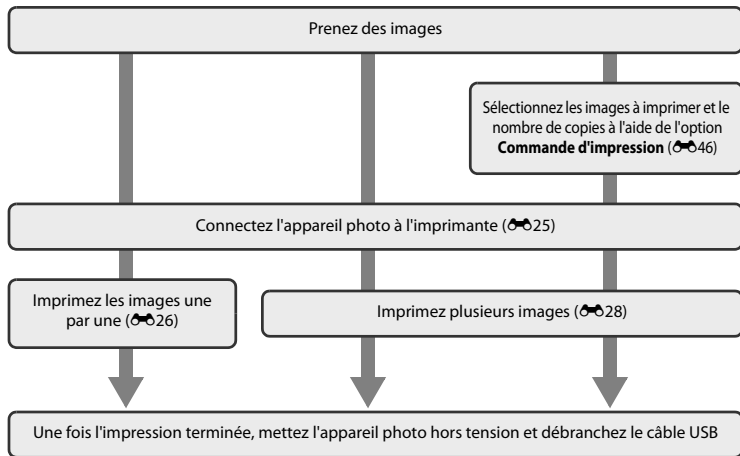 Prenez des images
Sélectionnez les images à imprimer et le
nombre de copies à l'aide de l'option
Commande d'impression (46)
Connectez l'appareil photo à l'imprimante (25)
Imprimez les images une
par une (26)
Imprimez plusieurs images (28)
Une fois l'impression terminée, mettez l'appareil photo hors tension et débranchez le câble USB